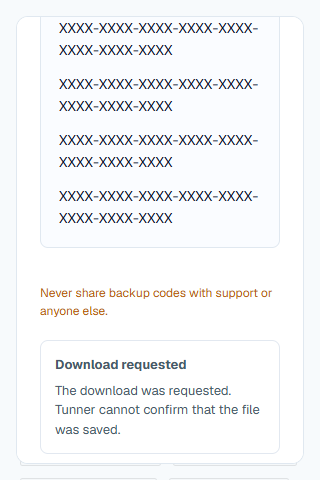 XXXX-XXXX-XXXX-XXXX-XXXX-
XXXX-XXXX-XXXX
XXXX-XXXX-XXXX-XXXX-XXXX-
XXXX-XXXX-XXXX
XXXX-XXXX-XXXX-XXXX-XXXX-
XXXX-XXXX-XXXX
XXXX-XXXX-XXXX-XXXX-XXXX-
XXXX-XXXX-XXXX
Never share backup codes with support or
anyone else.
Download requested
The download was requested.
Tunner cannot confirm that the file
was saved.